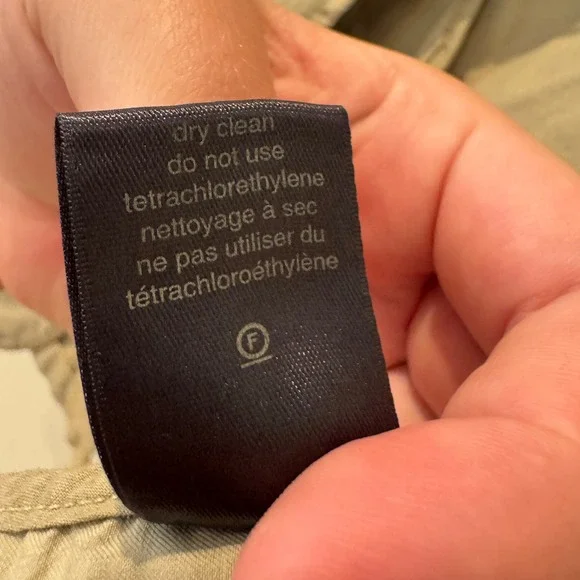 dry clean
do not use
tetrachlorethylene
nettoyage à sec
ne pas utiliser du
tétrachloroéthylène
F